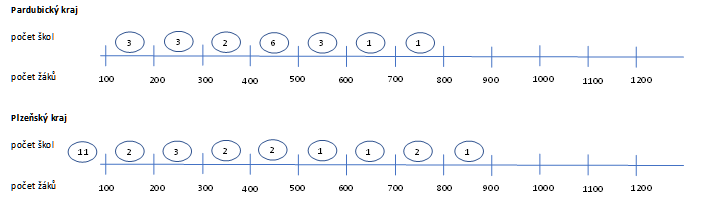 Pardubický kraj
počet škol 3 3 2 6 3 1 1
počet žáků 100 200 300 400 500 600 700 800 900 1000 1100 1200
Plzeňský kraj
počet škol 11 2 3 2 2 1 1 2 1
počet žáků 100 200 300 400 500 600 700 800 900 1000 1100 1200